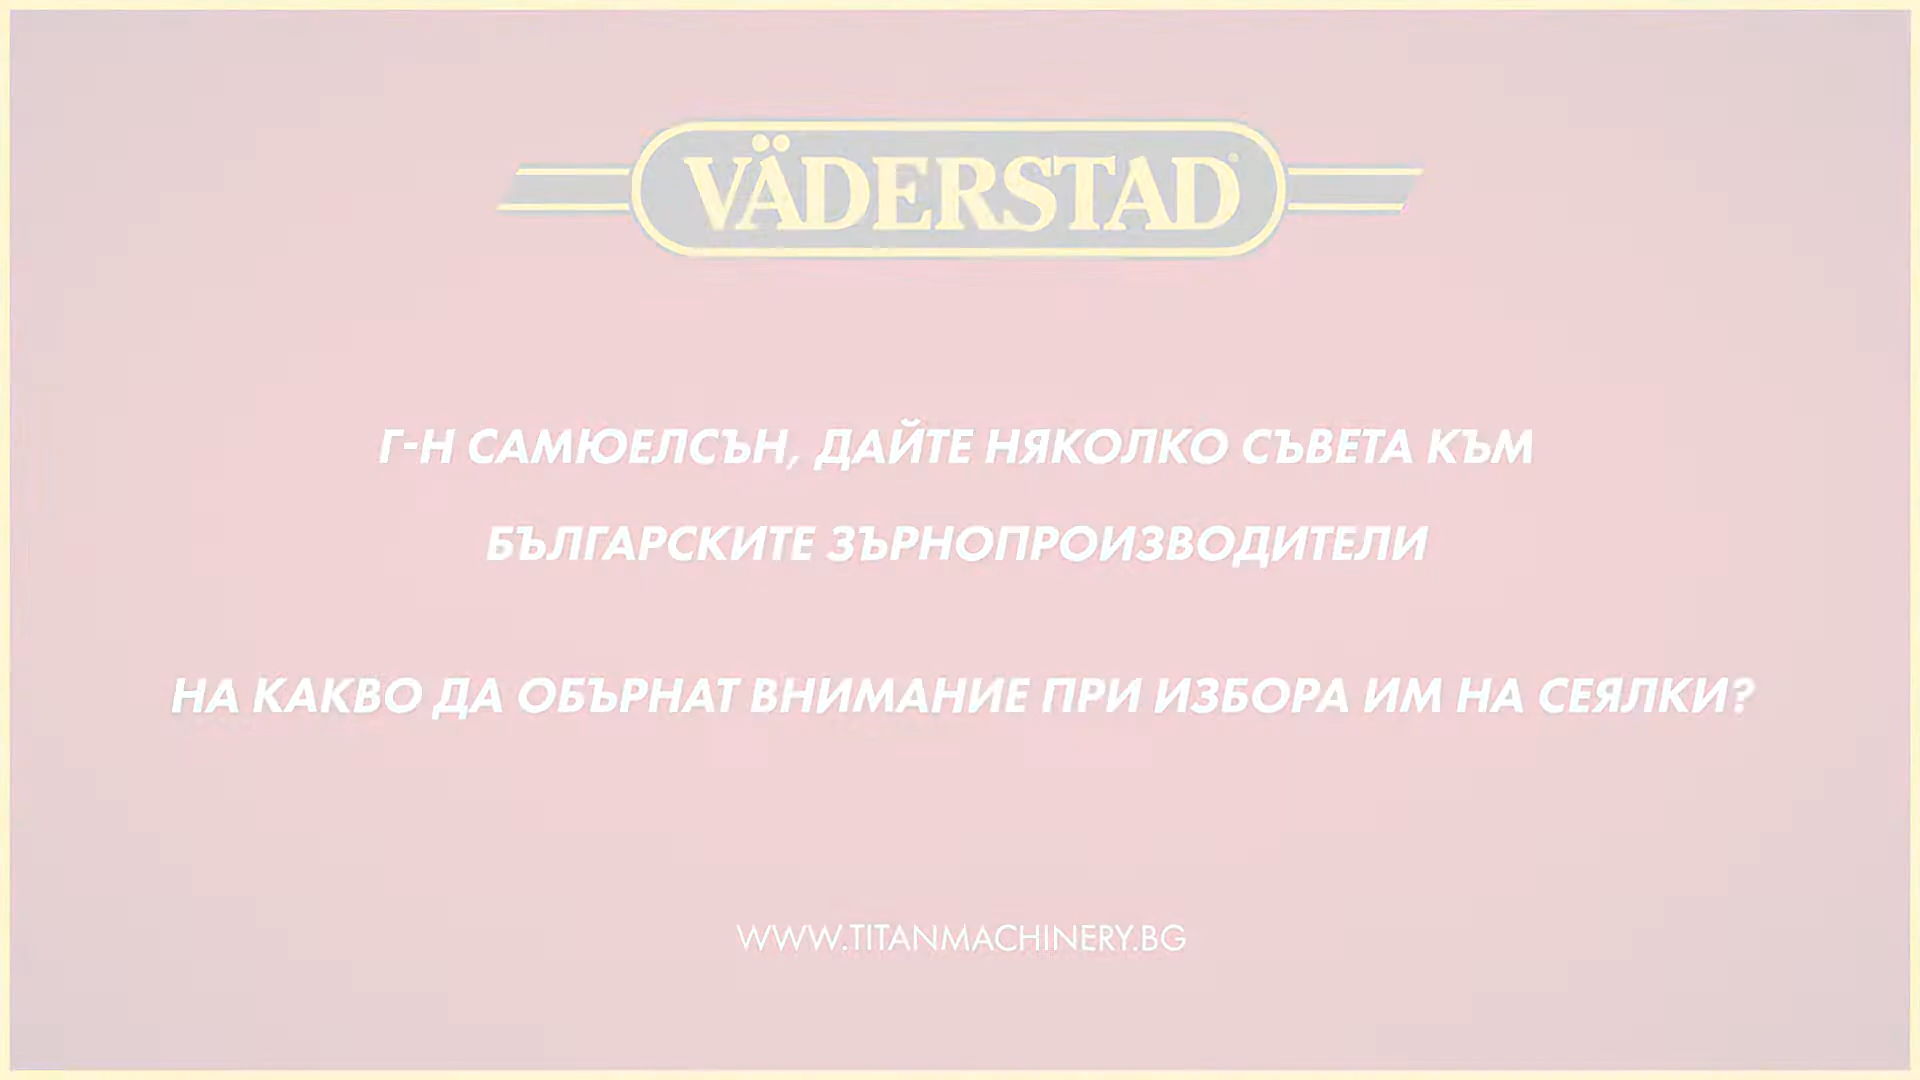 VÄDERSTAD
Г-Н САМЮЕЛСЪН, ДАЙТЕ НЯКОЛКО СЪВЕТА КЪМ
БЪЛГАРСКИТЕ ЗЪРНОПРОИЗВОДИТЕЛИ
НА КАКВО ДА ОБЪРНАТ ВНИМАНИЕ ПРИ ИЗБОРА ИМ НА СЕЯЛКИ?
WWW.TITANMACHINERY.BG